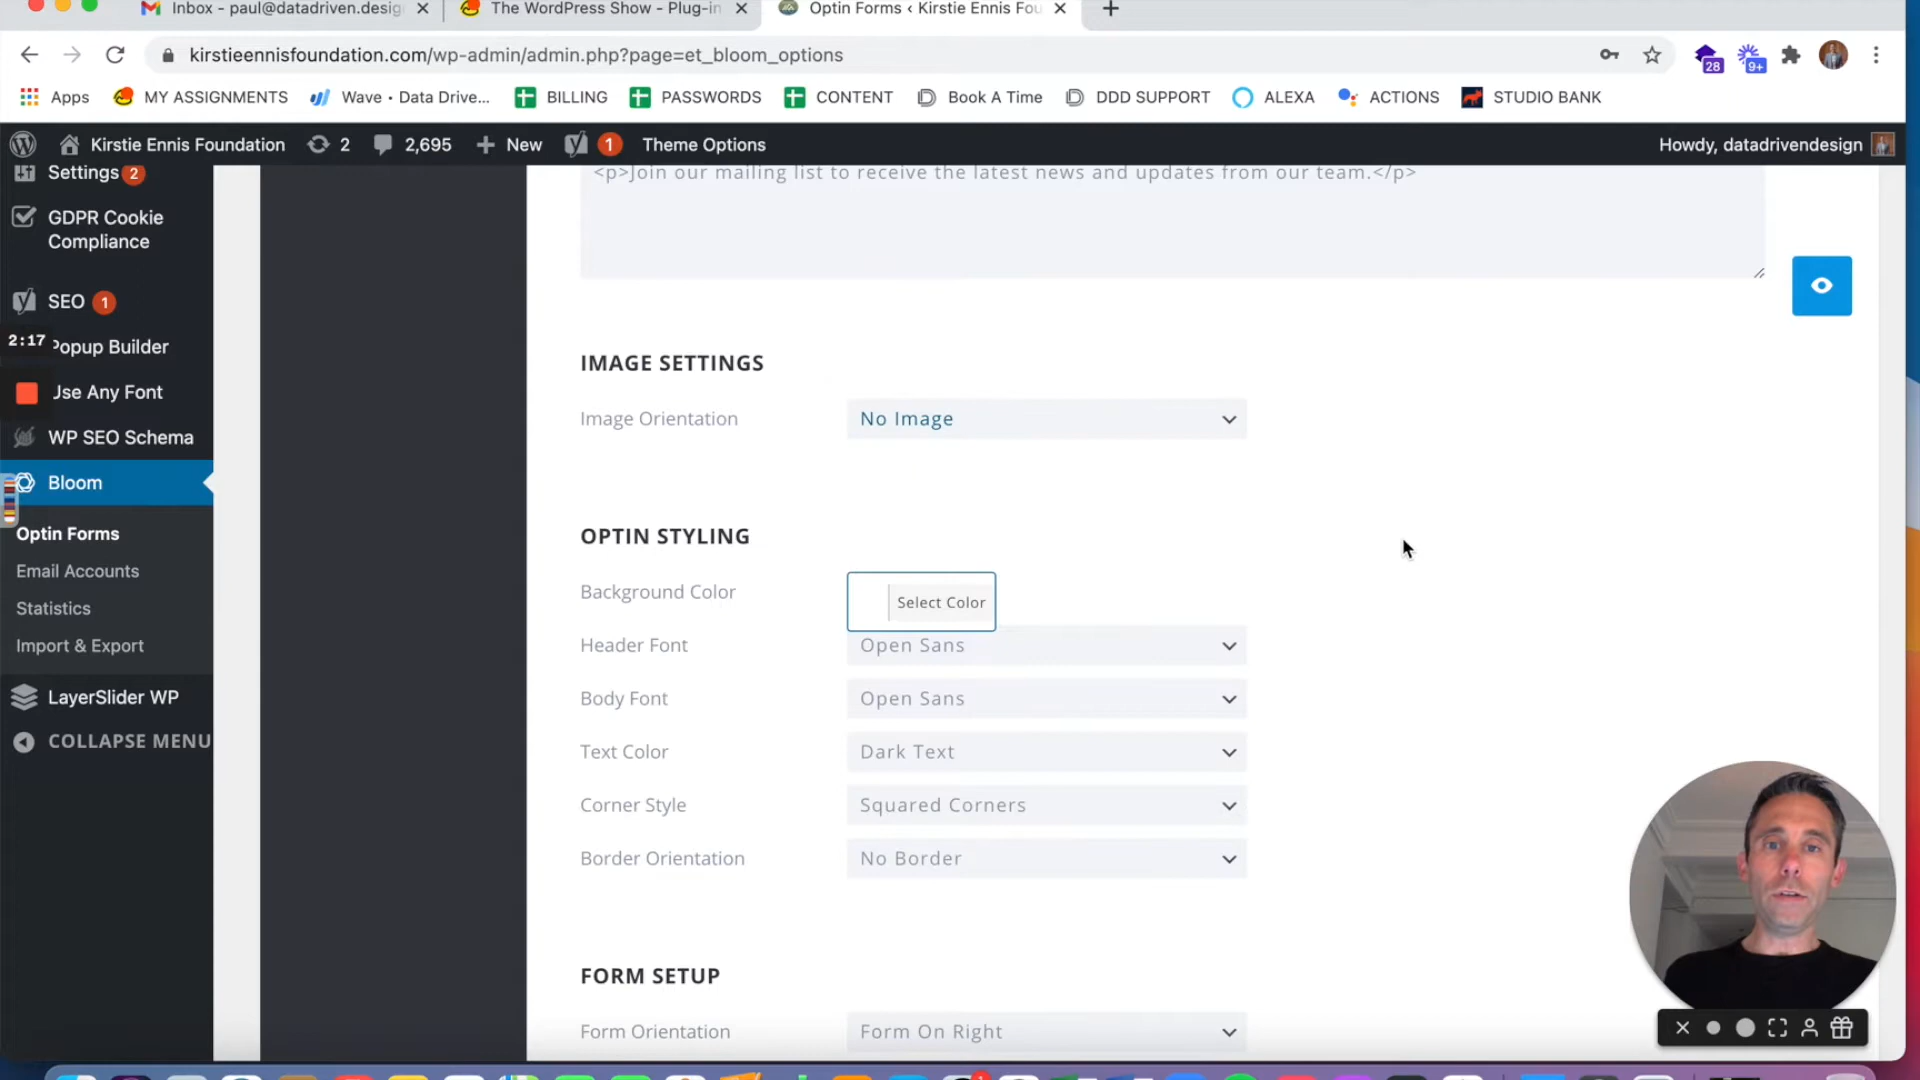 Inbox - paul@datadriven.desig
The WordPress Show - Plug-in
Optin Forms ‹ Kirstie Ennis Fou
kirstieennisfoundation.com/wp-admin/admin.php?page=et_bloom_options
28
9+
Apps
MY ASSIGNMENTS
Wave • Data Drive...
BILLING
PASSWORDS
CONTENT
Book A Time
DDD SUPPORT
ALEXA
ACTIONS
STUDIO BANK
Kirstie Ennis Foundation
2
2,695
New
1
Theme Options
Howdy, datadrivendesign
Settings 2
GDPR Cookie
Compliance
SEO 1
2:17
Popup Builder
Use Any Font
WP SEO Schema
Bloom
Optin Forms
Email Accounts
Statistics
Import & Export
LayerSlider WP
COLLAPSE MENU
<p>Join our mailing list to receive the latest news and updates from our team.</p>
IMAGE SETTINGS
Image Orientation
No Image
OPTIN STYLING
Background Color
Select Color
Header Font
Open Sans
Body Font
Open Sans
Text Color
Dark Text
Corner Style
Squared Corners
Border Orientation
No Border
FORM SETUP
Form Orientation
Form On Right